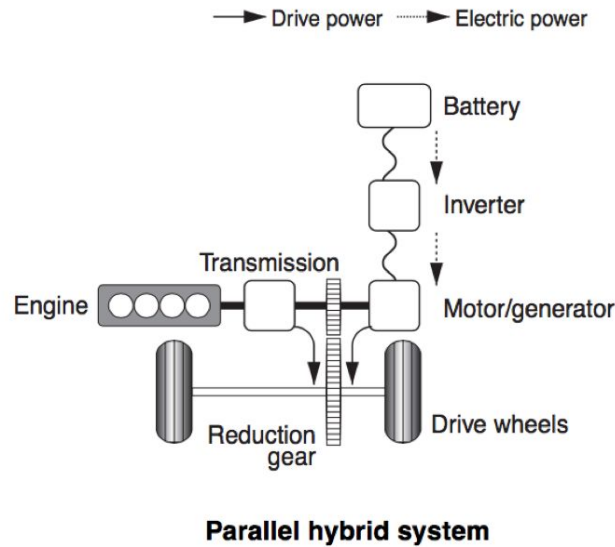 Drive power
Electric power
Battery
Inverter
Transmission
Engine
Motor/generator
Reduction
gear
Drive wheels
Parallel hybrid system